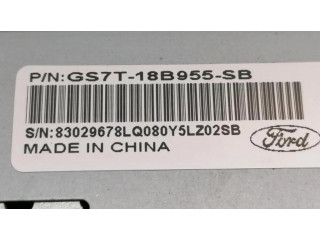 P/N:GS7T-18B955-SB
S/N:83029678LQ080Y5LZ02SB
Ford
MADE IN CHINA